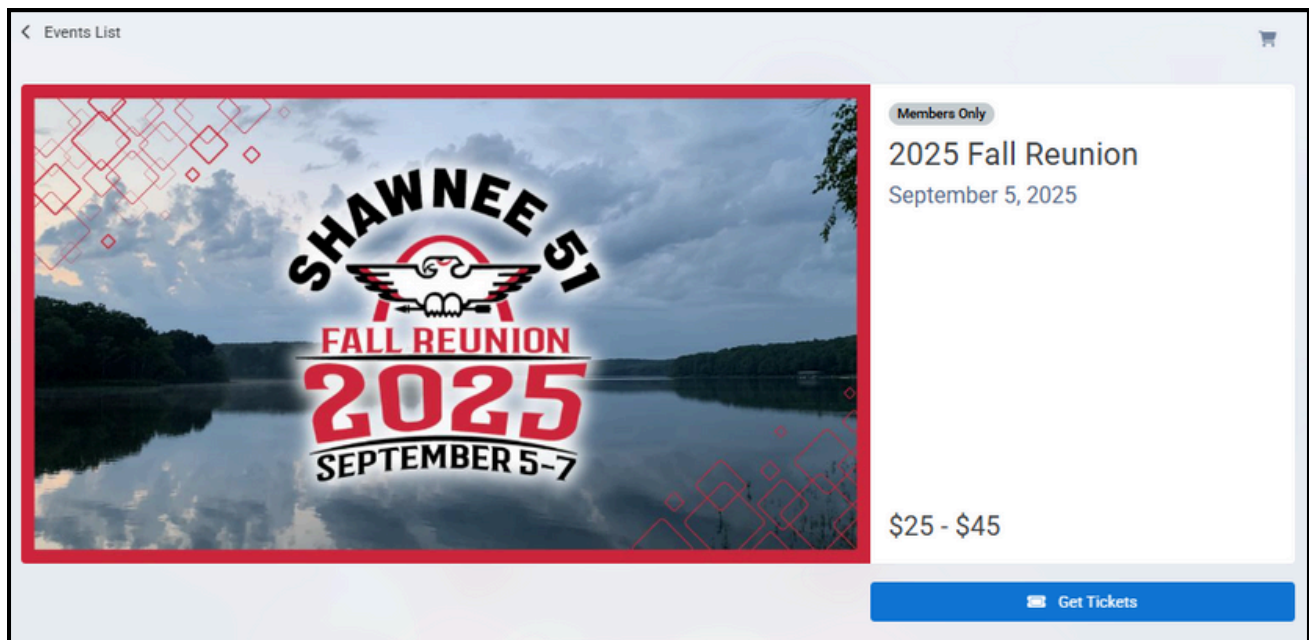 Events List
SHAWNEE 51
FALL REUNION
2025
SEPTEMBER 5-7
Members Only
2025 Fall Reunion
September 5, 2025
$25 - $45
Get Tickets